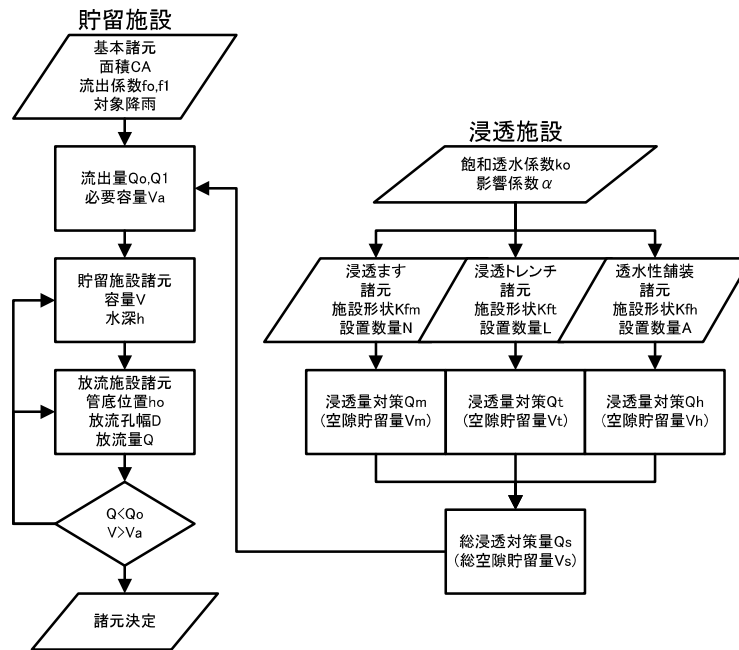 貯留施設
基本諸元
面積CA
流出係数fo,f1
対象降雨
流出量Qo,Q1
必要容量Va
貯留施設諸元
容量V
水深h
放流施設諸元
管底位置ho
放流孔幅D
放流量Q
Q<Qo
V>Va
諸元決定
浸透施設
飽和透水係数ko
影響係数α
浸透ます
諸元
施設形状Kfm
設置数量N
浸透トレンチ
諸元
施設形状Kft
設置数量L
透水性舗装
諸元
施設形状Kfh
設置数量A
浸透量対策Qm
(空隙貯留量Vm)
浸透量対策Qt
(空隙貯留量Vt)
浸透量対策Qh
(空隙貯留量Vh)
総浸透対策量Qs
(総空隙貯留量Vs)